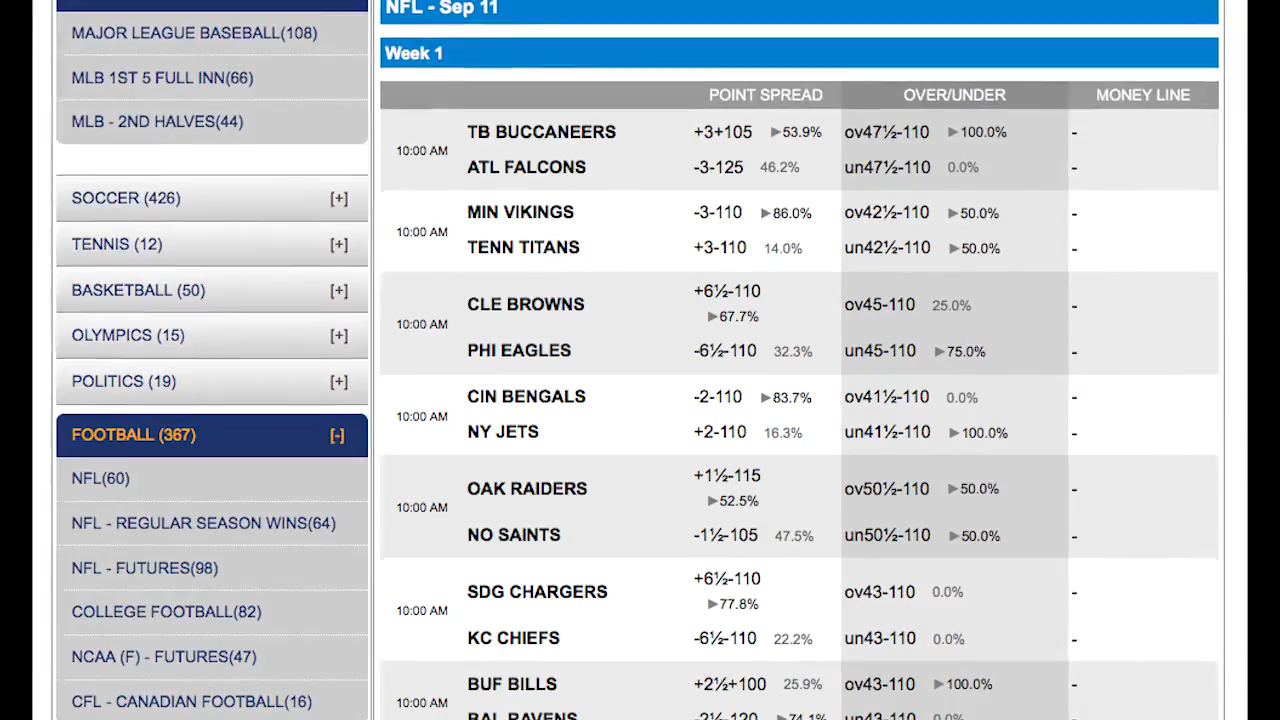 NFL - Sep 11
Week 1
MAJOR LEAGUE BASEBALL(108)
MLB 1ST 5 FULL INN(66)
MLB - 2ND HALVES(44)
SOCCER (426) [+]
TENNIS (12) [+]
BASKETBALL (50) [+]
OLYMPICS (15) [+]
POLITICS (19) [+]
FOOTBALL (367) [-]
NFL(60)
NFL - REGULAR SEASON WINS(64)
NFL - FUTURES(98)
COLLEGE FOOTBALL(82)
NCAA (F) - FUTURES(47)
CFL - CANADIAN FOOTBALL(16)
POINT SPREAD OVER/UNDER MONEY LINE
10:00 AM
TB BUCCANEERS +3+105 ▶53.9% ov47½-110 ▶100.0% -
ATL FALCONS -3-125 46.2% un47½-110 0.0% -
10:00 AM
MIN VIKINGS -3-110 ▶86.0% ov42½-110 ▶50.0% -
TENN TITANS +3-110 14.0% un42½-110 ▶50.0% -
10:00 AM
CLE BROWNS +6½-110 ▶67.7% ov45-110 25.0% -
PHI EAGLES -6½-110 32.3% un45-110 ▶75.0% -
10:00 AM
CIN BENGALS -2-110 ▶83.7% ov41½-110 0.0% -
NY JETS +2-110 16.3% un41½-110 ▶100.0% -
10:00 AM
OAK RAIDERS +1½-115 ▶52.5% ov50½-110 ▶50.0% -
NO SAINTS -1½-105 47.5% un50½-110 ▶50.0% -
10:00 AM
SDG CHARGERS +6½-110 ▶77.8% ov43-110 0.0% -
KC CHIEFS -6½-110 22.2% un43-110 0.0% -
10:00 AM
BUF BILLS +2½+100 25.9% ov43-110 ▶100.0% -
BAL RAVENS -2½-120 ▶74.1% un43-110 0.0% -